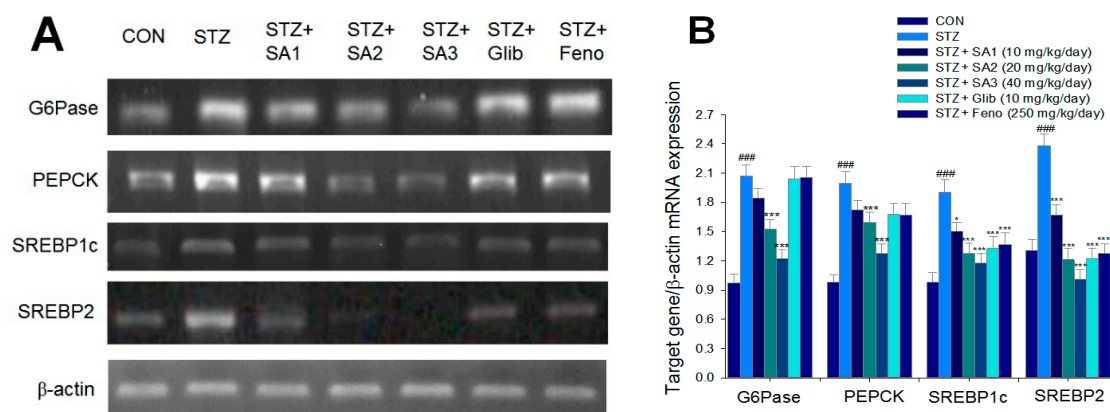 A
CON STZ STZ+ SA1 STZ+ SA2 STZ+ SA3 STZ+ Glib STZ+ Feno
G6Pase
PEPCK
SREBP1c
SREBP2
β-actin
B
CON
STZ
STZ+ SA1 (10 mg/kg/day)
STZ+ SA2 (20 mg/kg/day)
STZ+ SA3 (40 mg/kg/day)
STZ+ Glib (10 mg/kg/day)
STZ+ Feno (250 mg/kg/day)
Target gene/β-actin mRNA expression
2.7
2.4
2.1
1.8
1.5
1.2
0.9
0.6
0.3
0.0
### *** ***
### *** ***
### * *** *** *** ***
### *** *** *** *** ***
G6Pase PEPCK SREBP1c SREBP2